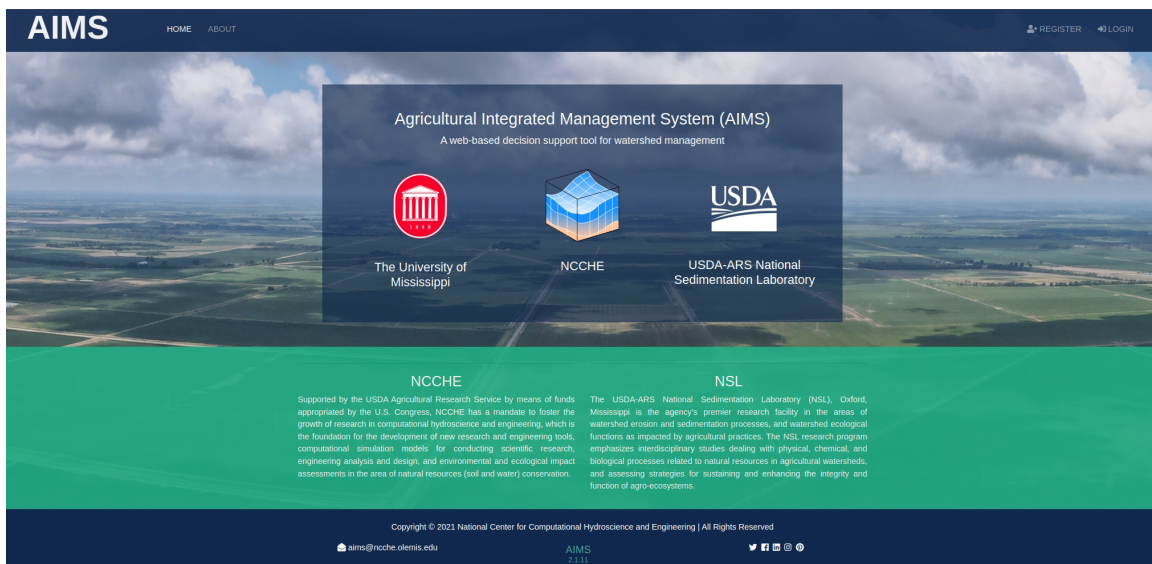 AIMS
HOME ABOUT
REGISTER LOGIN
Agricultural Integrated Management System (AIMS)
A web-based decision support tool for watershed management
1848
USDA
The University of
Mississippi
NCCHE
USDA-ARS National
Sedimentation Laboratory
NCCHE
Supported by the USDA Agricultural Research Service by means of funds
appropriated by the U.S. Congress, NCCHE has a mandate to foster the
growth of research in computational hydroscience and engineering, which is
the foundation for the development of new research and engineering tools,
computational simulation models for conducting scientific research,
engineering analysis and design, and environmental and ecological impact
assessments in the area of natural resources (soil and water) conservation.
NSL
The USDA-ARS National Sedimentation Laboratory (NSL), Oxford,
Mississippi is the agency's premier research facility in the areas of
watershed erosion and sedimentation processes, and watershed ecological
functions as impacted by agricultural practices. The NSL research program
emphasizes interdisciplinary studies dealing with physical, chemical, and
biological processes related to natural resources in agricultural watersheds,
and assessing strategies for sustaining and enhancing the integrity and
function of agro-ecosystems.
Copyright © 2021 National Center for Computational Hydroscience and Engineering | All Rights Reserved
aims@ncche.olemis.edu
AIMS
2.1.11